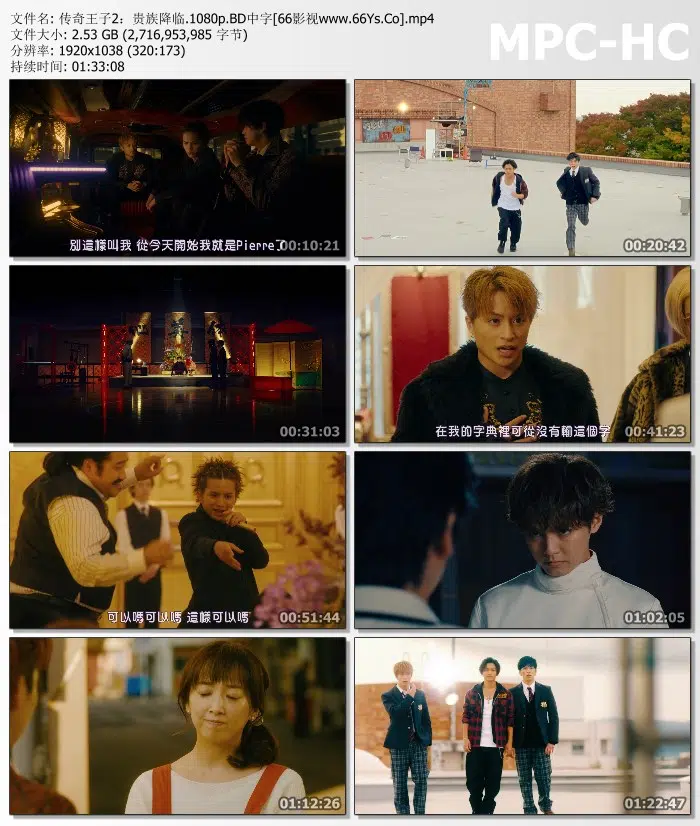 文件名: 传奇王子2：贵族降临.1080p.BD中字[66影视www.66Ys.Co].mp4
文件大小: 2.53 GB (2,716,953,985 字节)
分辨率: 1920x1038 (320:173)
持续时间: 01:33:08
MPC-HC
別這樣叫我 從今天開始我就是Pierre了
00:10:21
00:20:42
00:31:03
在我的字典裡可從沒有輸這個字
00:41:23
可以嗎可以嗎 這樣可以嗎
00:51:44
01:02:05
01:12:26
01:22:47